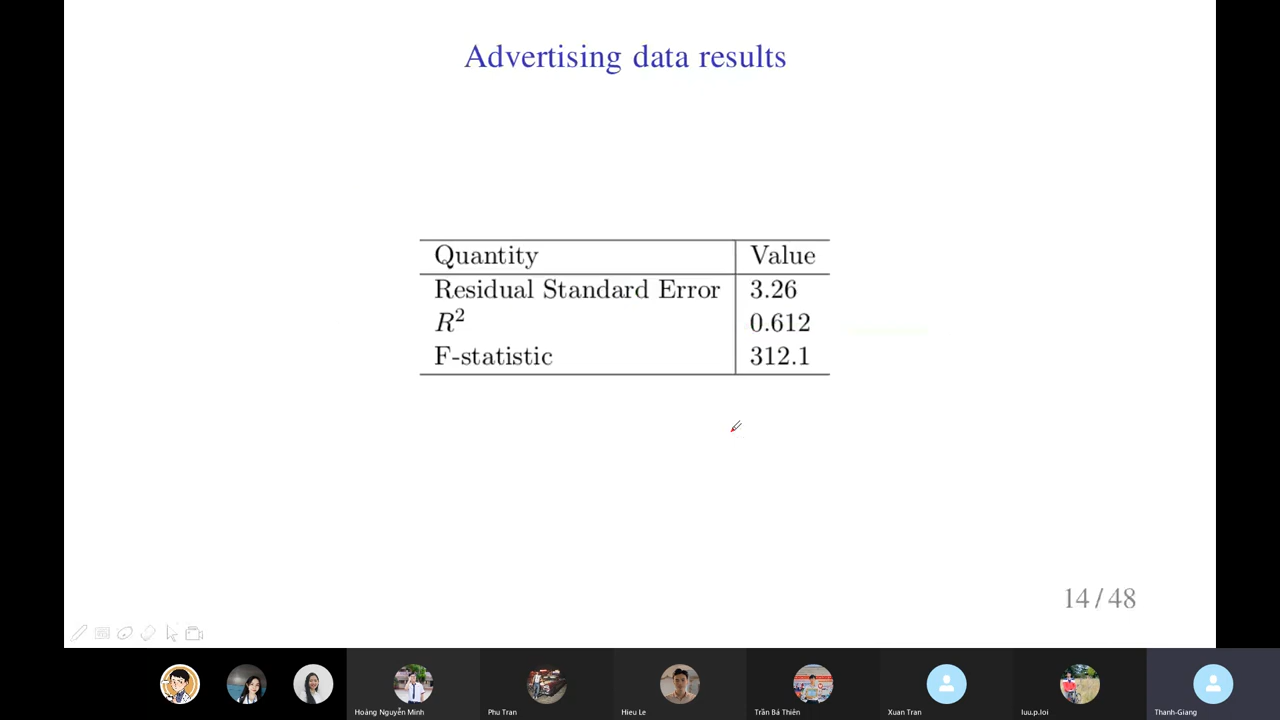 Advertising data results
Quantity Value
Residual Standard Error 3.26
R² 0.612
F-statistic 312.1
14 / 48
Hoàng Nguyễn Minh Phu Tran Hieu Le Trần Bá Thiên Xuan Tran luu.p.loi Thanh-Giang